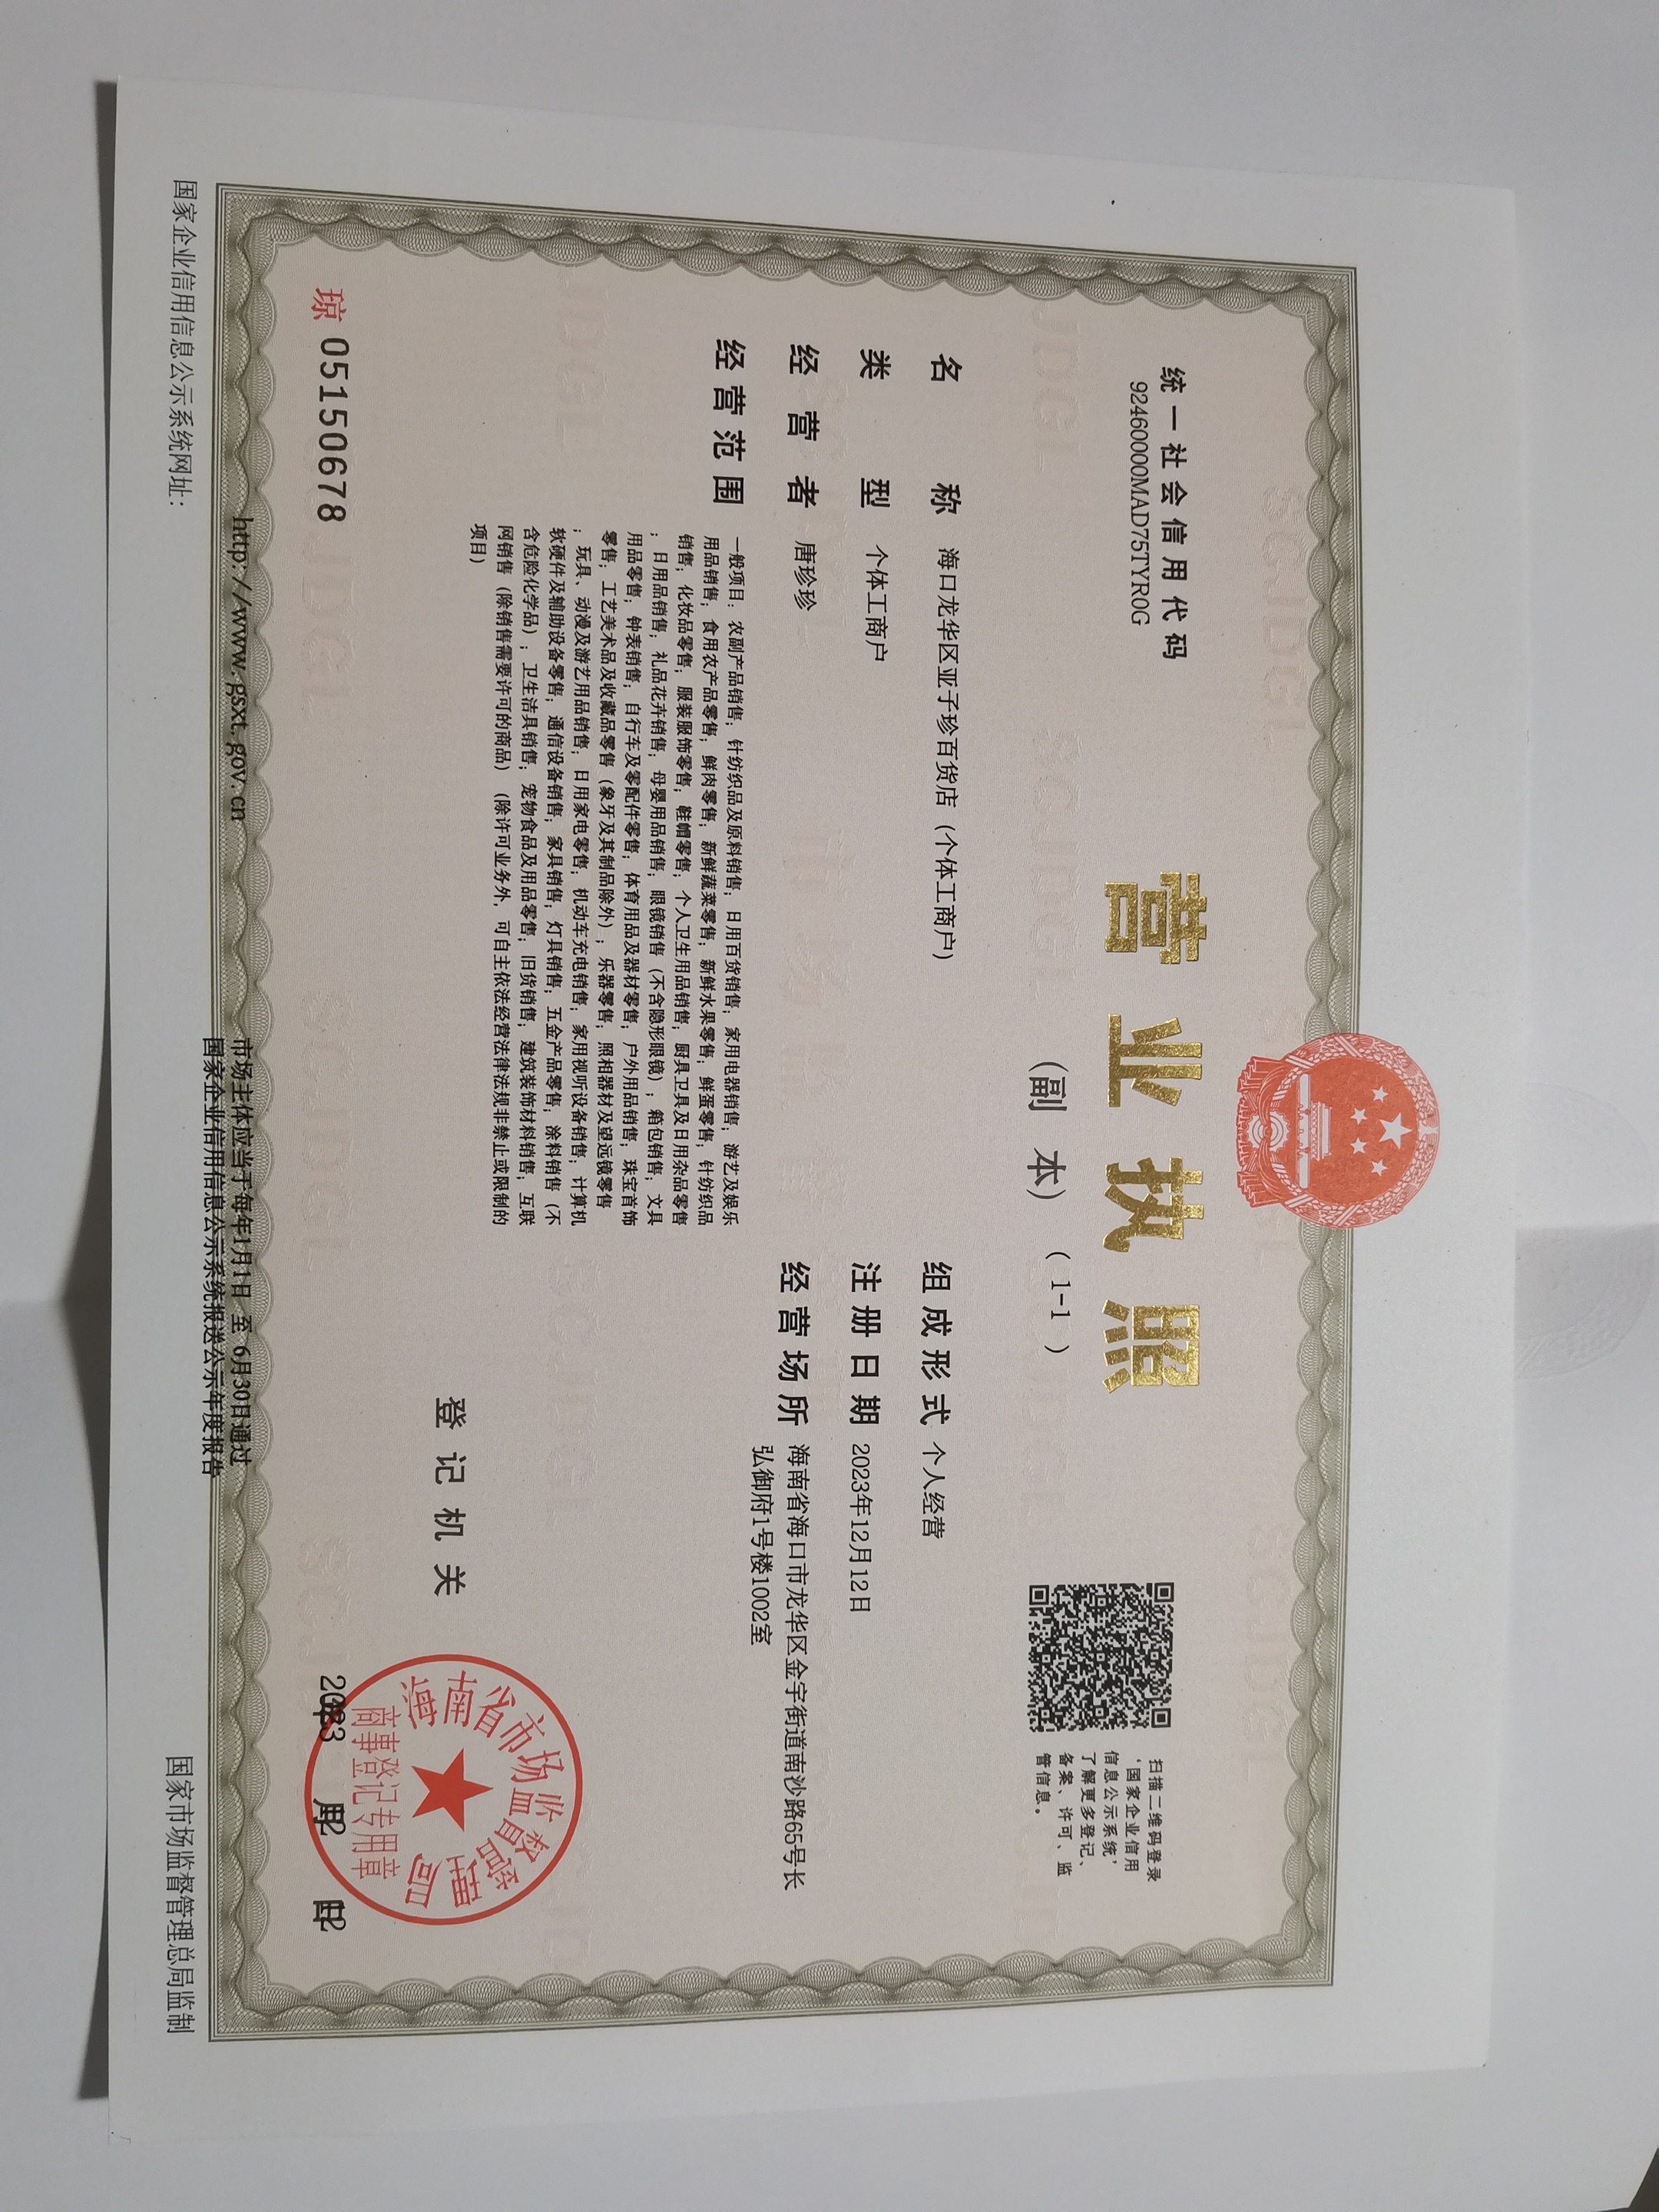 统一社会信用代码
92460000MAD75TYR0G
营业执照
（副 本）（1-1）
扫描二维码登录
‘国家企业信用
信息公示系统’
了解更多登记、
备案、许可、监
管信息。
名 称 海口龙华区亚子珍百货店（个体工商户）
类 型 个体工商户
经 营 者 唐珍珍
经 营 范 围 一般项目：农副产品销售；针纺织品及原料销售；日用百货销售；家用电器销售；游艺及娱乐
用品销售；食用农产品零售；鲜肉零售；新鲜蔬菜零售；新鲜水果零售；鲜蛋零售；针纺织品
销售；化妆品零售；服装服饰零售；鞋帽零售；个人卫生用品销售；厨具卫具及日用杂品零售
；日用品销售；礼品花卉销售；母婴用品销售；眼镜销售（不含隐形眼镜）；箱包销售；文具
用品零售；钟表销售；自行车及零配件零售；体育用品及器材零售；户外用品销售；珠宝首饰
零售；工艺美术品及收藏品零售（象牙及其制品除外）；乐器零售；照相器材及望远镜零售
；玩具、动漫及游艺用品销售；日用家电零售；机动车充电销售；家用视听设备销售；计算机
软硬件及辅助设备零售；通信设备销售；家具销售；灯具销售；五金产品零售；涂料销售（不
含危险化学品）；卫生洁具销售；宠物食品及用品零售；旧货销售；建筑装饰材料销售；互联
网销售（除销售需要许可的商品）（除许可业务外，可自主依法经营法律法规非禁止或限制的
项目）
组 成 形 式 个人经营
注 册 日 期 2023年12月12日
经 营 场 所 海南省海口市龙华区金宇街道南沙路65号长
弘御府1号楼1002室
登 记 机 关
海南省市场监督管理局
商事登记专用章
2023 年 12 月 12 日
琼 05150678
http://www.gsxt.gov.cn
市场主体应当于每年1月1日 至 6月30日通过
国家企业信用信息公示系统报送公示年度报告
国家企业信用信息公示系统网址：
国家市场监督管理总局监制